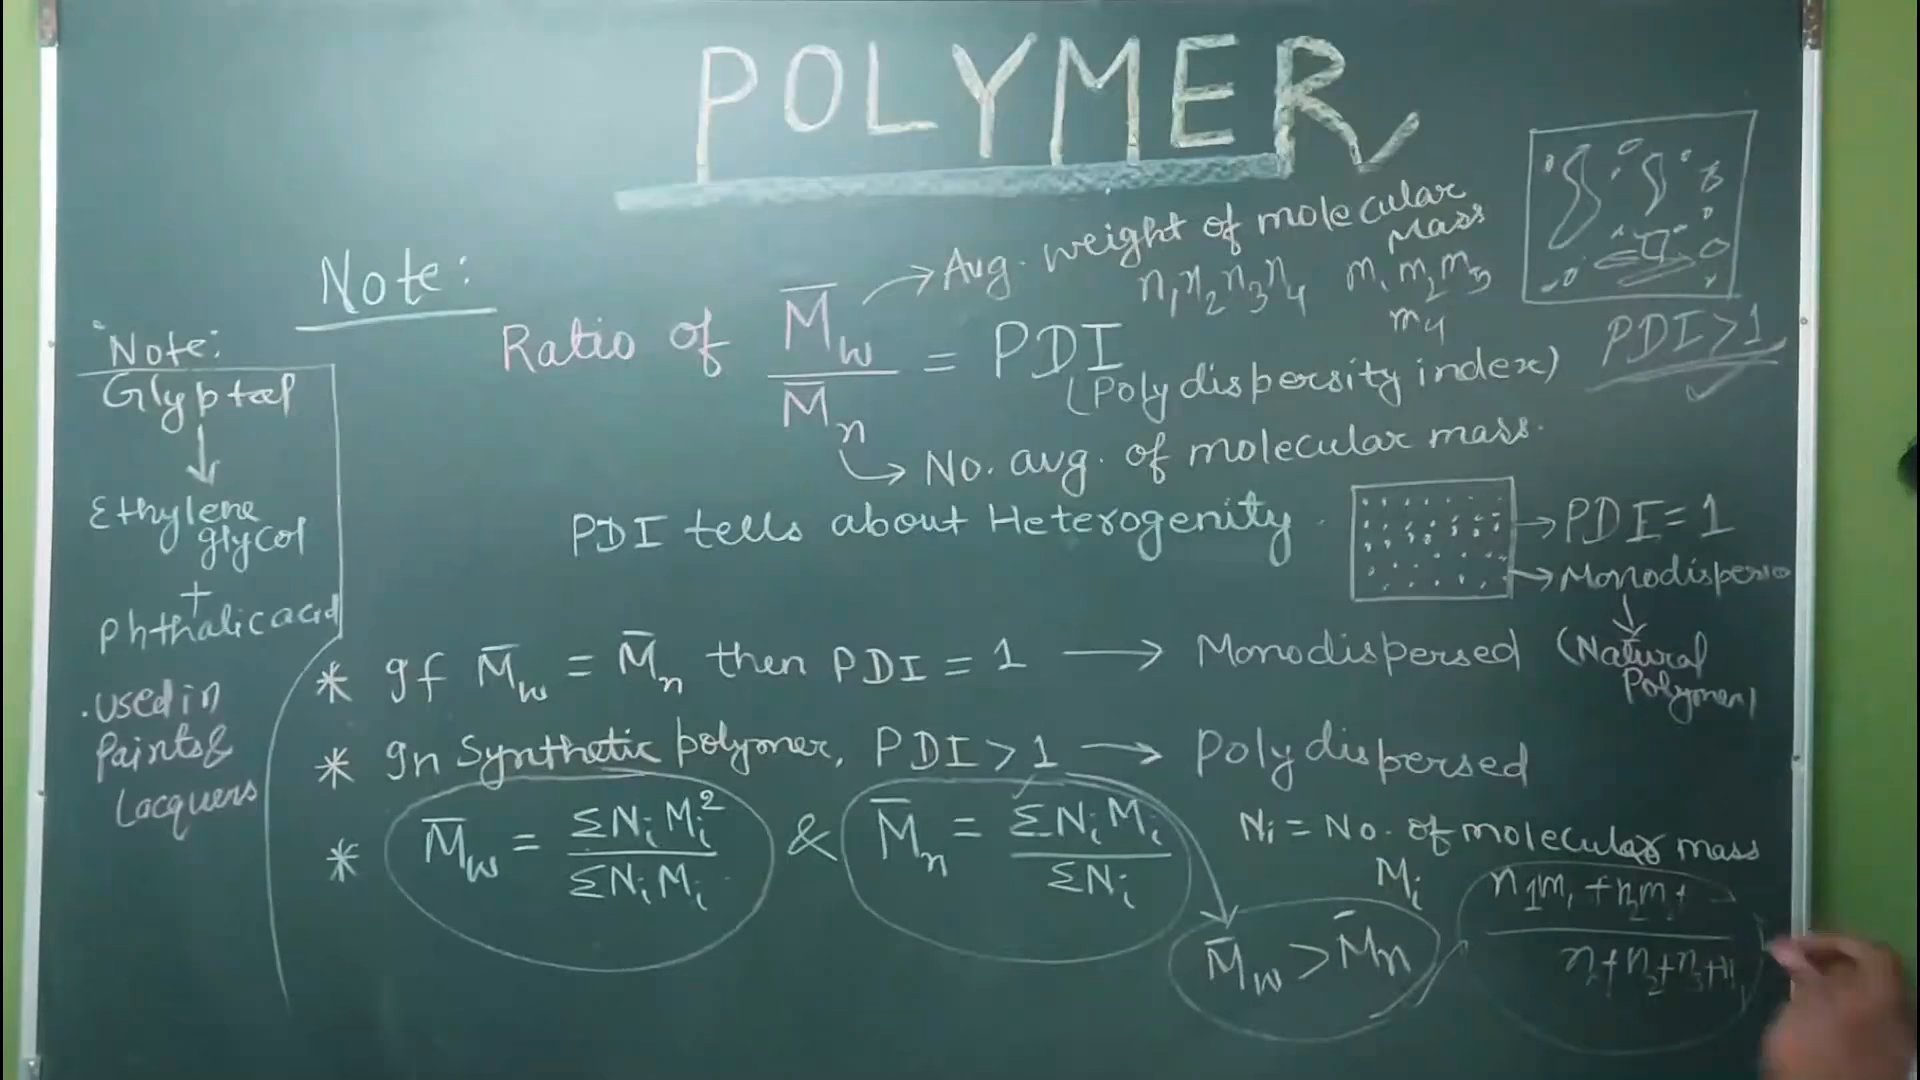 POLYMER
Note:
Ratio of M̄w / M̄n = PDI
(Polydispersity index)
→ Avg. weight of molecular
Mass
n1 n2 n3 n4 m1 m2 m3
m4
PDI > 1
→ No. avg. of molecular mass.
PDI tells about Heterogenity.
→ PDI = 1
→ Monodisperse
(Natural
Polymer)
Note:
Glyptal
↓
Ethylene
glycol
+
Phthalic acid
. used in
Paints &
Lacquers
* If M̄w = M̄n then PDI = 1 → Monodispersed
* In Synthetic polymer, PDI > 1 → Polydispersed
* M̄w = ΣNiMi² / ΣNiMi & M̄n = ΣNiMi / ΣNi
Ni = No. of molecular mass
Mi
M̄w > M̄n
n1m1 + n2m2 +